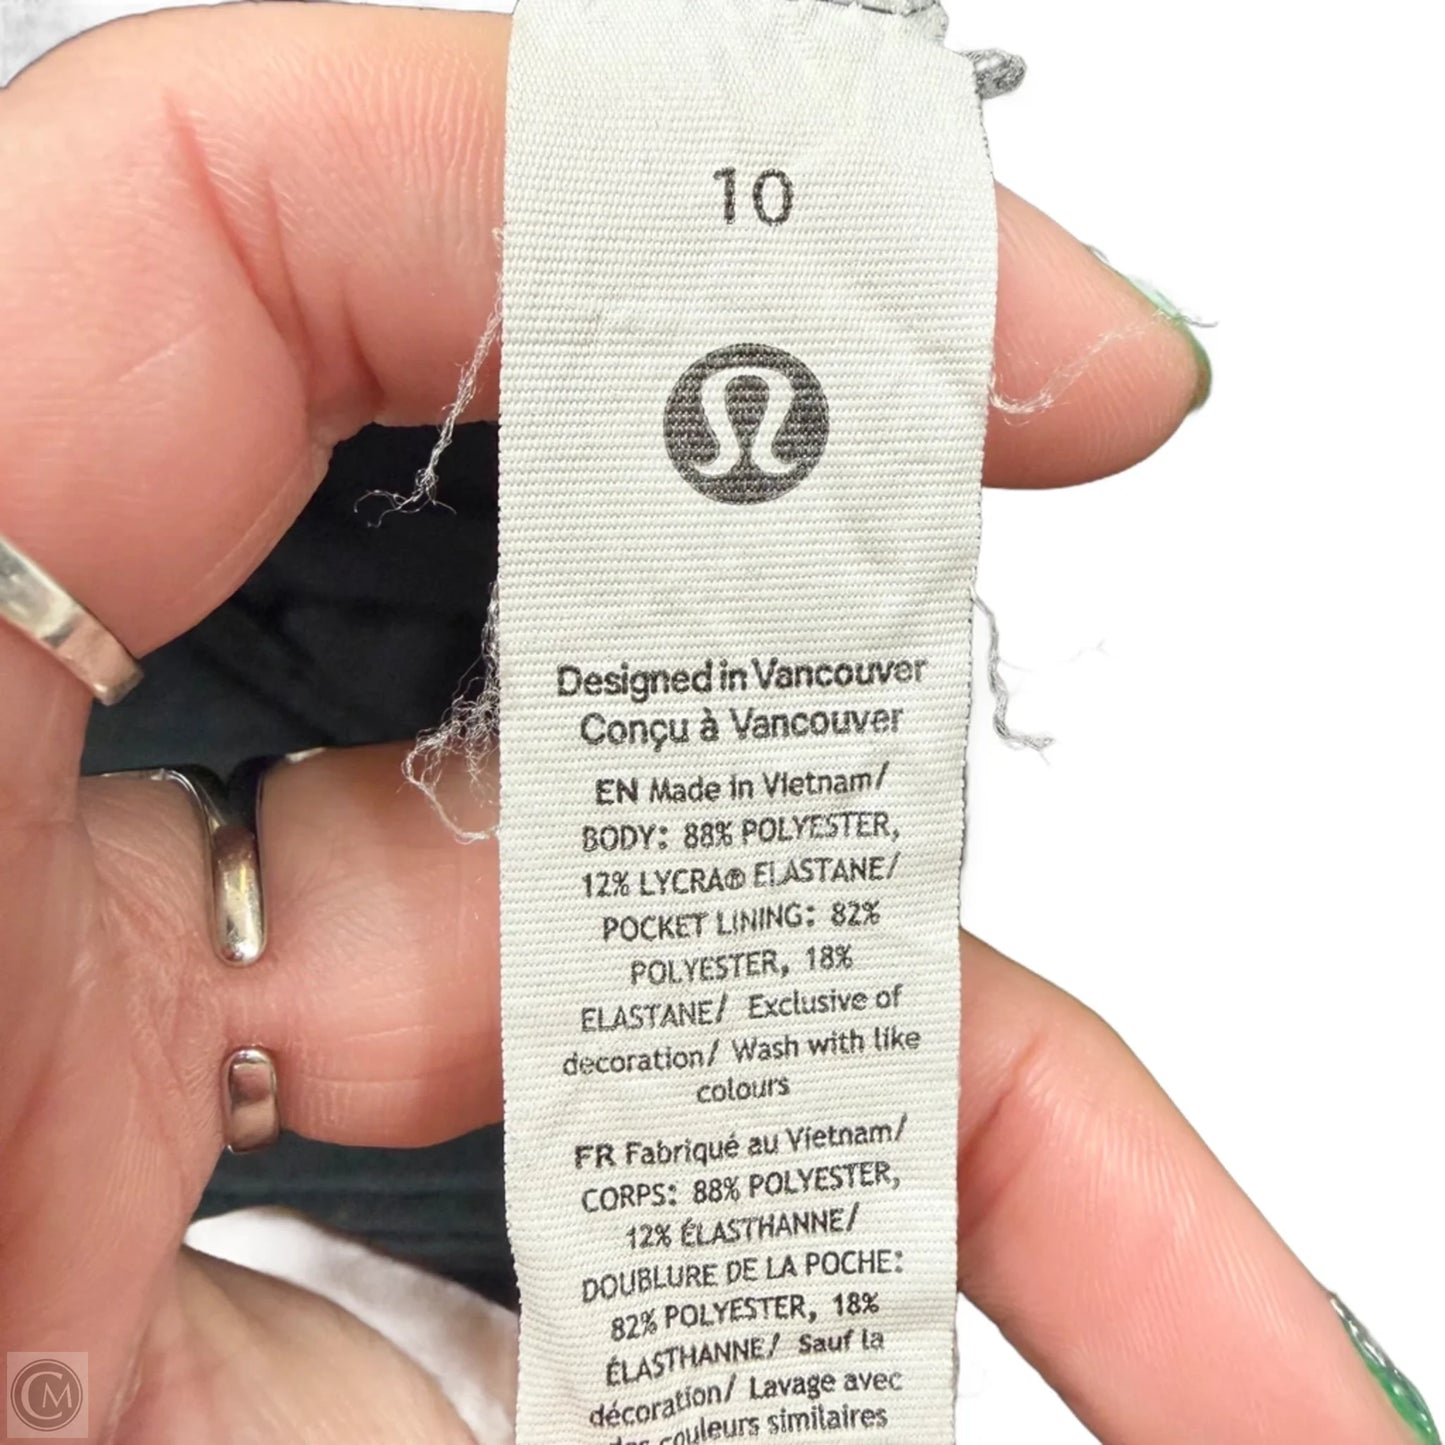 10
Designed in Vancouver
Conçu à Vancouver
EN Made in Vietnam/
BODY: 88% POLYESTER,
12% LYCRA® ELASTANE/
POCKET LINING: 82%
POLYESTER, 18%
ELASTANE/ Exclusive of
decoration/ Wash with like
colours
FR Fabriqué au Vietnam/
CORPS: 88% POLYESTER,
12% ÉLASTHANNE/
DOUBLURE DE LA POCHE:
82% POLYESTER, 18%
ÉLASTHANNE/ Sauf la
décoration/ Lavage avec
des couleurs similaires
CM